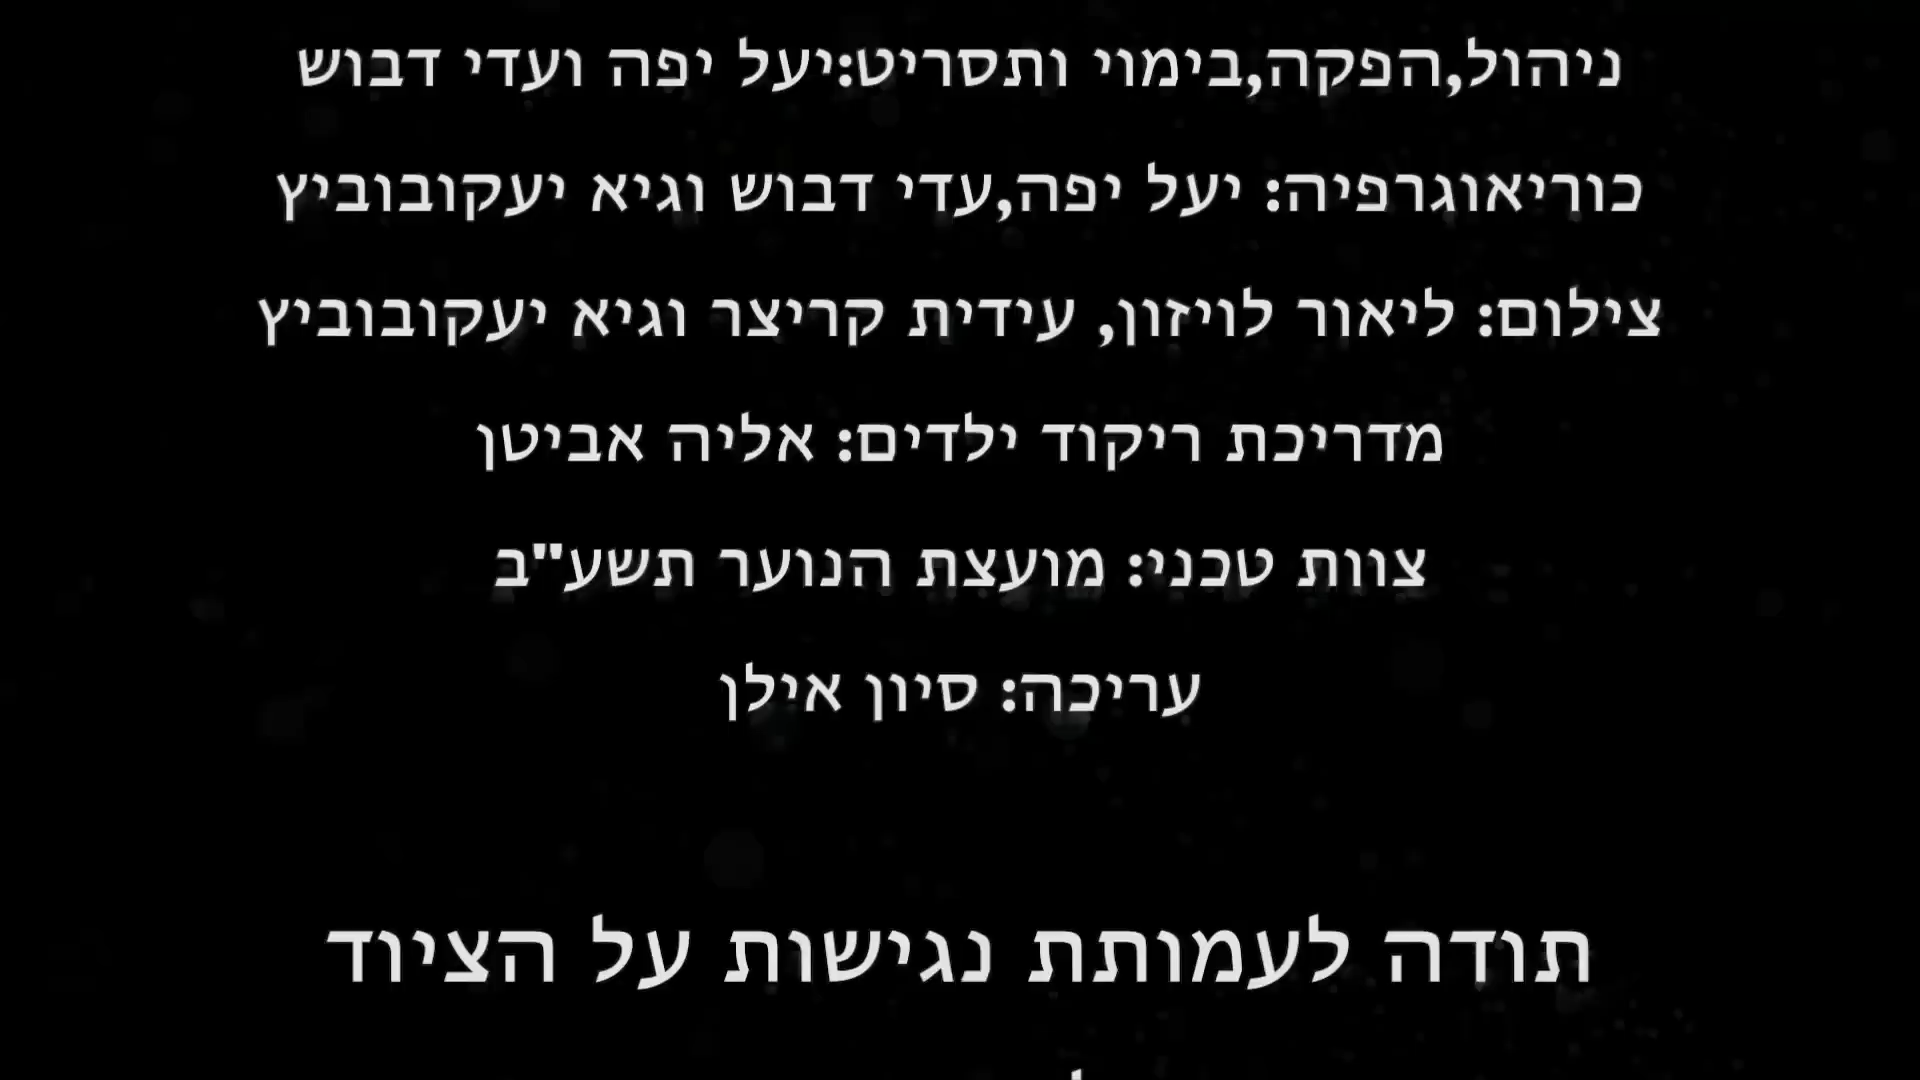 ניהול,הפקה,בימוי ותסריט:יעל יפה ועדי דבוש
כוריאוגרפיה: יעל יפה,עדי דבוש וגיא יעקובוביץ
צילום: ליאור לויזון, עידית קריצר וגיא יעקובוביץ
מדריכת ריקוד ילדים: אליה אביטן
צוות טכני: מועצת הנוער תשע"ב
עריכה: סיון אילן
תודה לעמותת נגישות על הציוד